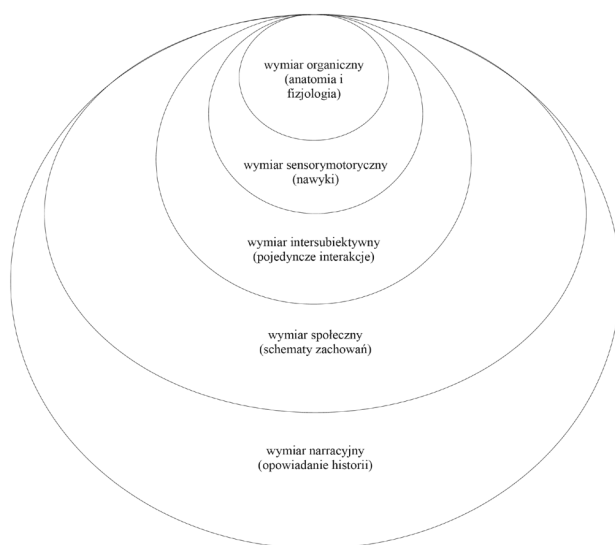 wymiar organiczny
(anatomia i
fizjologia)
wymiar sensorymotoryczny
(nawyki)
wymiar intersubiektywny
(pojedyncze interakcje)
wymiar społeczny
(schematy zachowań)
wymiar narracyjny
(opowiadanie historii)